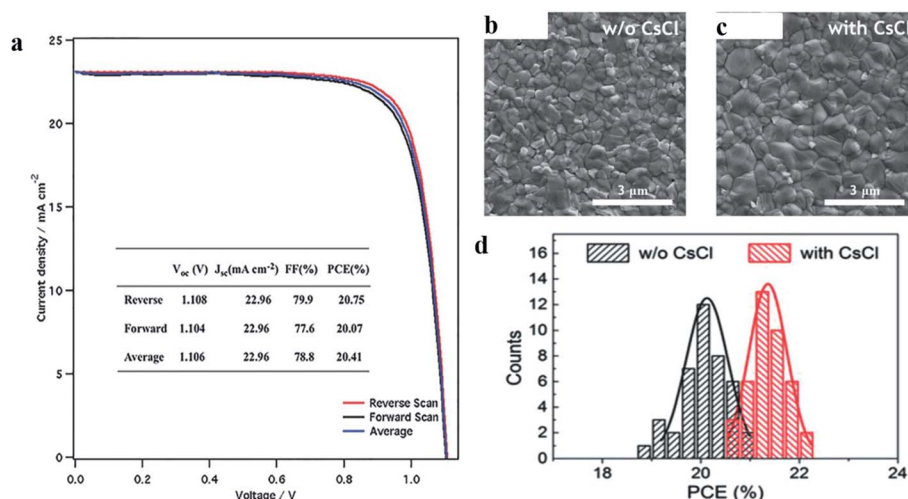 a
25
20
15
10
5
0
Current density / mA cm⁻²
V_oc (V) J_sc(mA cm⁻²) FF(%) PCE(%)
Reverse 1.108 22.96 79.9 20.75
Forward 1.104 22.96 77.6 20.07
Average 1.106 22.96 78.8 20.41
Reverse Scan
Forward Scan
Average
0.0 0.2 0.4 0.6 0.8 1.0
Voltage / V
b
w/o CsCl
3 μm
c
with CsCl
3 μm
d
w/o CsCl with CsCl
16
14
12
10
8
6
4
2
0
Counts
18 20 22 24
PCE (%)